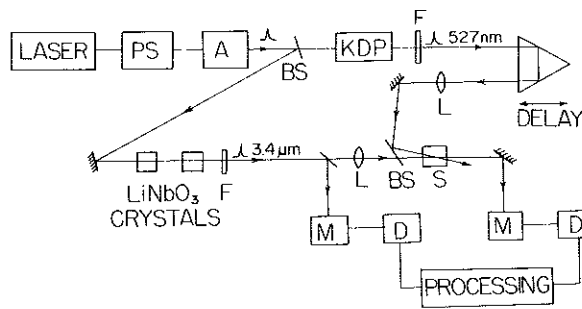 LASER
PS
A
BS
KDP
F
527nm
L
DELAY
LiNbO₃
CRYSTALS
F
3.4 μm
L
BS
S
M
D
M
D
PROCESSING